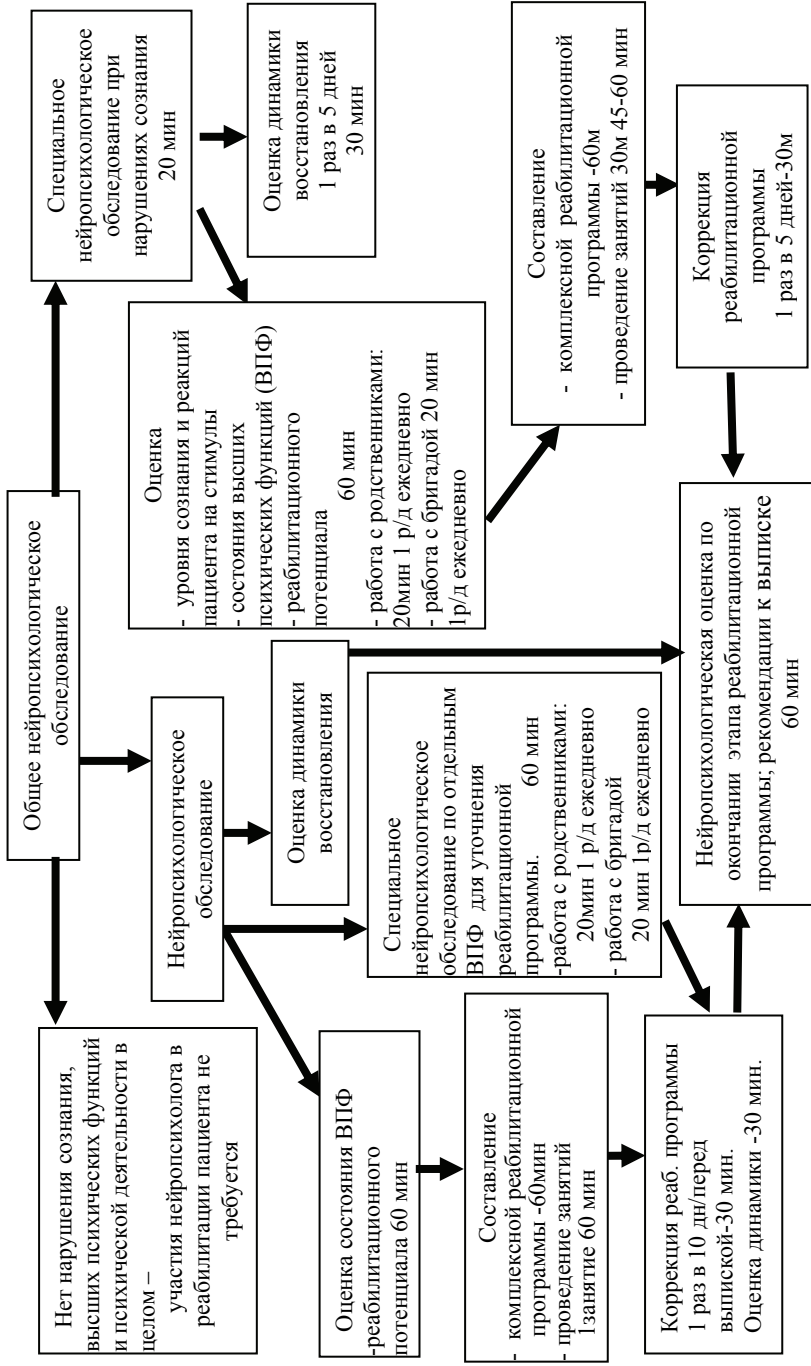 Общее нейропсихологическое
обследование
Нет нарушения сознания,
высших психических функций
и психической деятельности в
целом –
участия нейропсихолога в
реабилитации пациента не
требуется
Нейропсихологическое
обследование
Специальное
нейропсихологическое
обследование при
нарушениях сознания
20 мин
Оценка динамики
восстановления
1 раз в 5 дней
30 мин
Оценка
- уровня сознания и реакций
пациента на стимулы
- состояния высших
психических функций (ВПФ)
- реабилитационного
потенциала
60 мин
- работа с родственниками:
20мин 1 р/д ежедневно
- работа с бригадой 20 мин
1р/д ежедневно
Оценка динамики
восстановления
Оценка состояния ВПФ
-реабилитационного
потенциала 60 мин
Специальное
нейропсихологическое
обследование по отдельным
ВПФ для уточнения
реабилитационной
программы. 60 мин
-работа с родственниками:
20мин 1 р/д ежедневно
- работа с бригадой
20 мин 1р/д ежедневно
Составление
- комплексной реабилитационной
программы -60мин
- проведение занятий
1занятие 60 мин
Составление
- комплексной реабилитационной
программы -60м
- проведение занятий 30м 45-60 мин
Коррекция реаб. программы
1 раз в 10 дн/перед
выпиской-30 мин.
Оценка динамики -30 мин.
Нейропсихологическая оценка по
окончании этапа реабилитационной
программы; рекомендации к выписке
60 мин
Коррекция
реабилитационной
программы
1 раз в 5 дней-30м